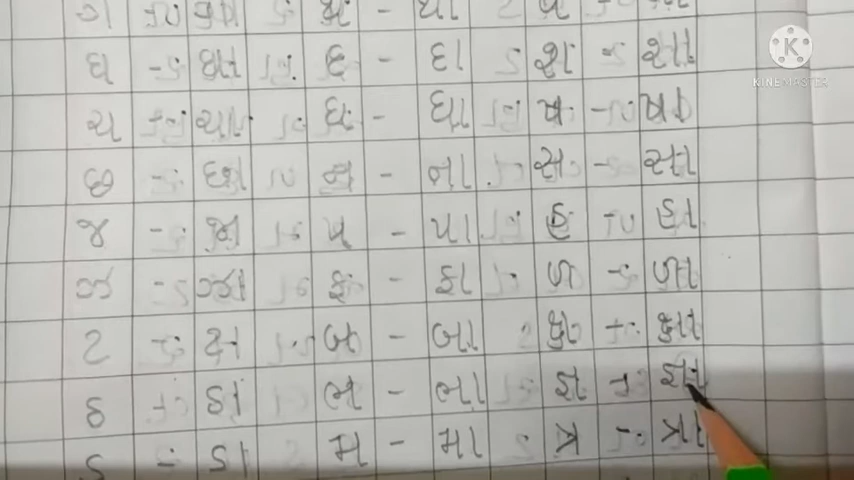 KINEMASTER
ઘ - ઘા દ - દા શ - શા
ચ - ચા ધ - ધા ષ - ષા
છ - છા ન - ના સ - સા
જ - જા પ - પા હ - હા
ઝ - ઝા ફ - ફા ળ - ળા
ટ - ટા બ - બા ક્ષ - ક્ષા
ઠ - ઠા ભ - ભા જ્ઞ - જ્ઞા
ડ - ડા મ - મા ત્ર - ત્રા